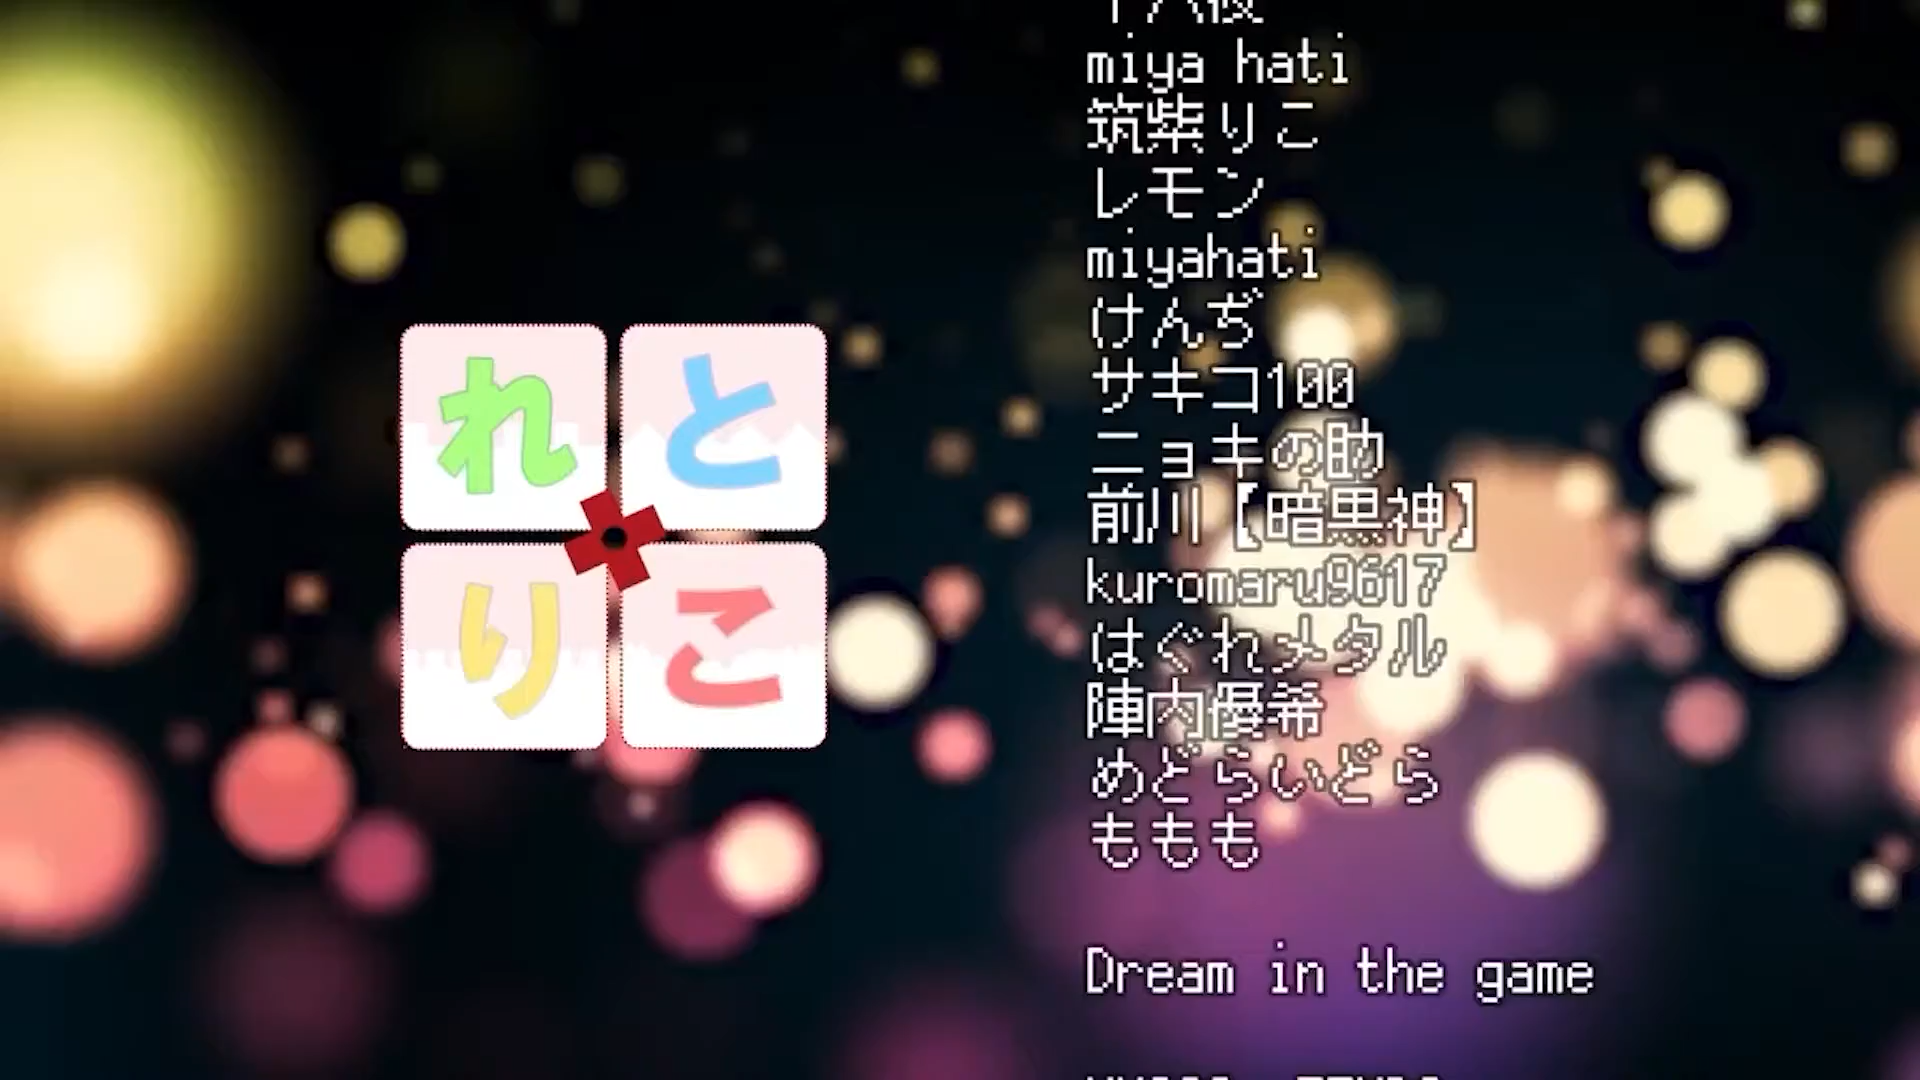 れと
りこ
miya hati
筑紫りこ
レモン
miyahati
けんぢ
サキコ100
ニョキの助
前川【暗黒神】
kuromaru9617
はぐれメタル
陣内優希
めどらいどら
ももも
Dream in the game